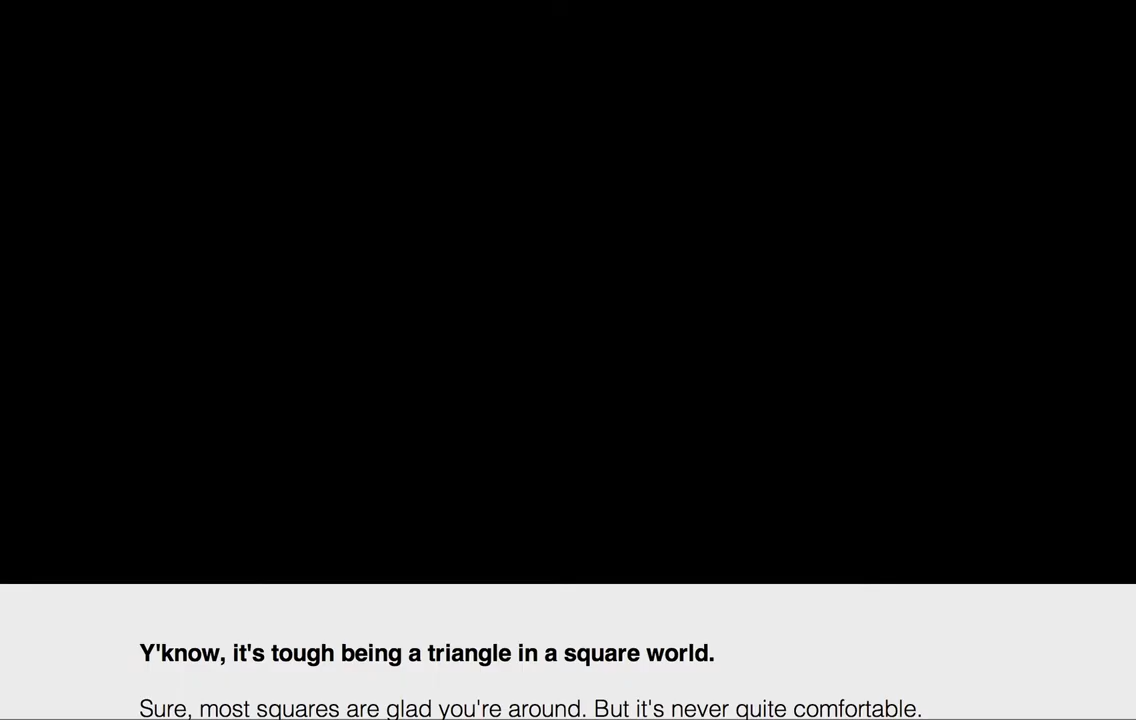 Y'know, it's tough being a triangle in a square world.
Sure, most squares are glad you're around. But it's never quite comfortable.